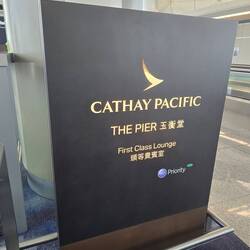 CATHAY PACIFIC
THE PIER 玉衡堂
First Class Lounge
頭等貴賓室
Priority